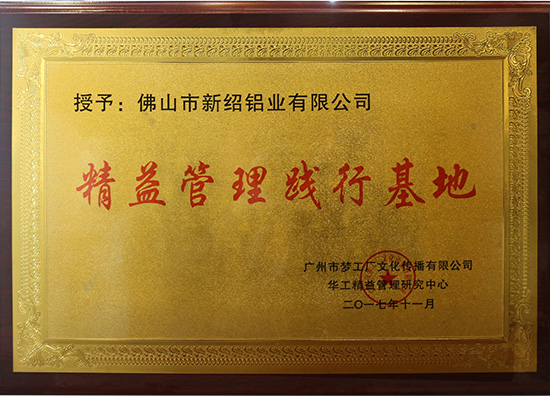 授予：佛山市新绍铝业有限公司
精益管理践行基地
广州市梦工厂文化传播有限公司
华工精益管理研究中心
二〇一七年十一月